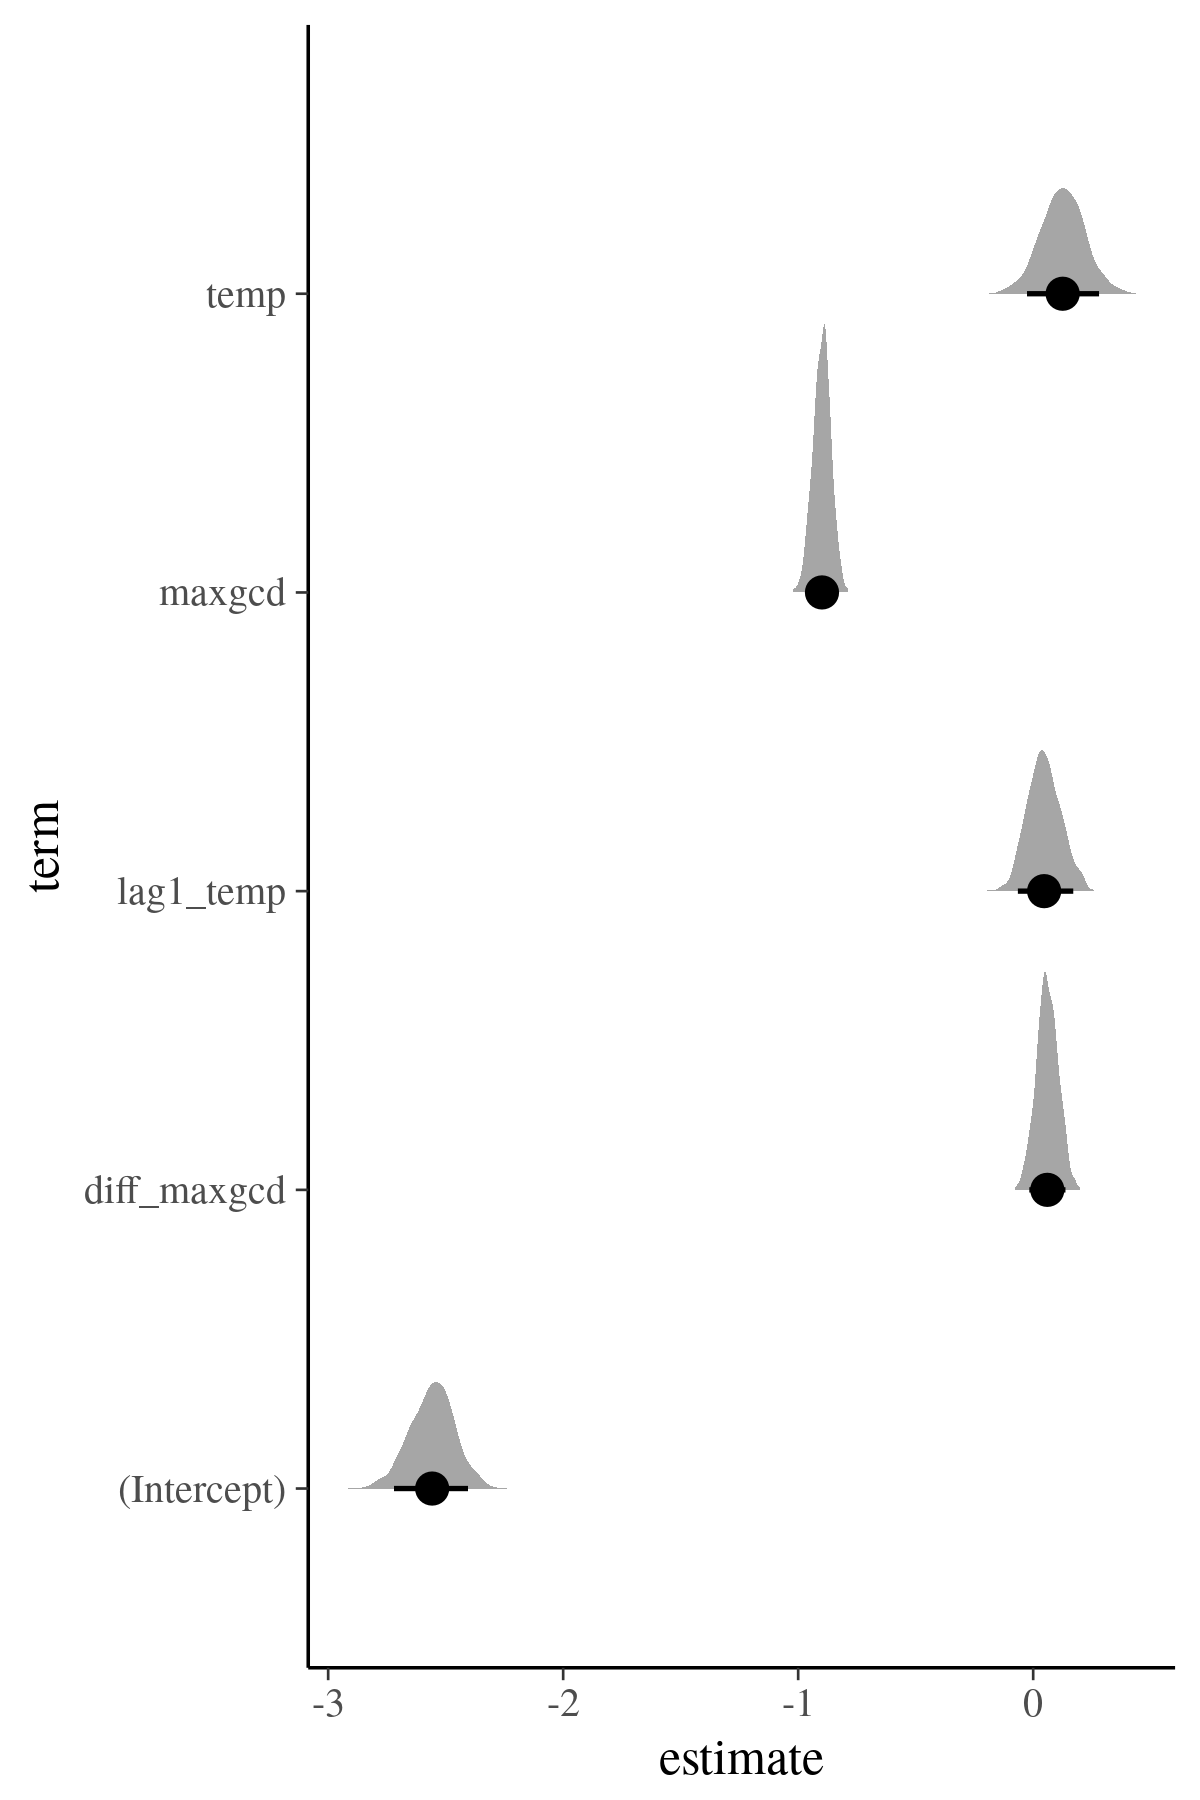 term
temp
maxgcd
lag1_temp
diff_maxgcd
(Intercept)
-3 -2 -1 0
estimate